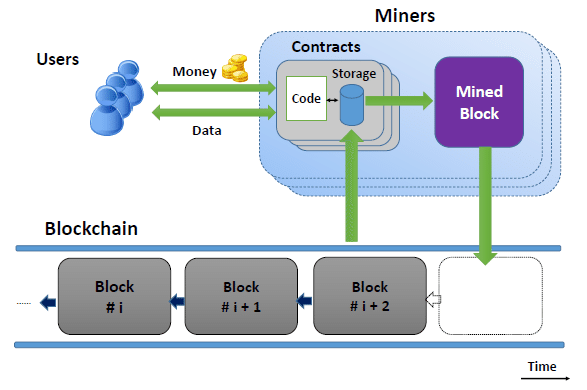 Miners
Users
Contracts
Money
Storage
Code
Mined
Block
Data
Blockchain
Block
# i
Block
# i + 1
Block
# i + 2
Time